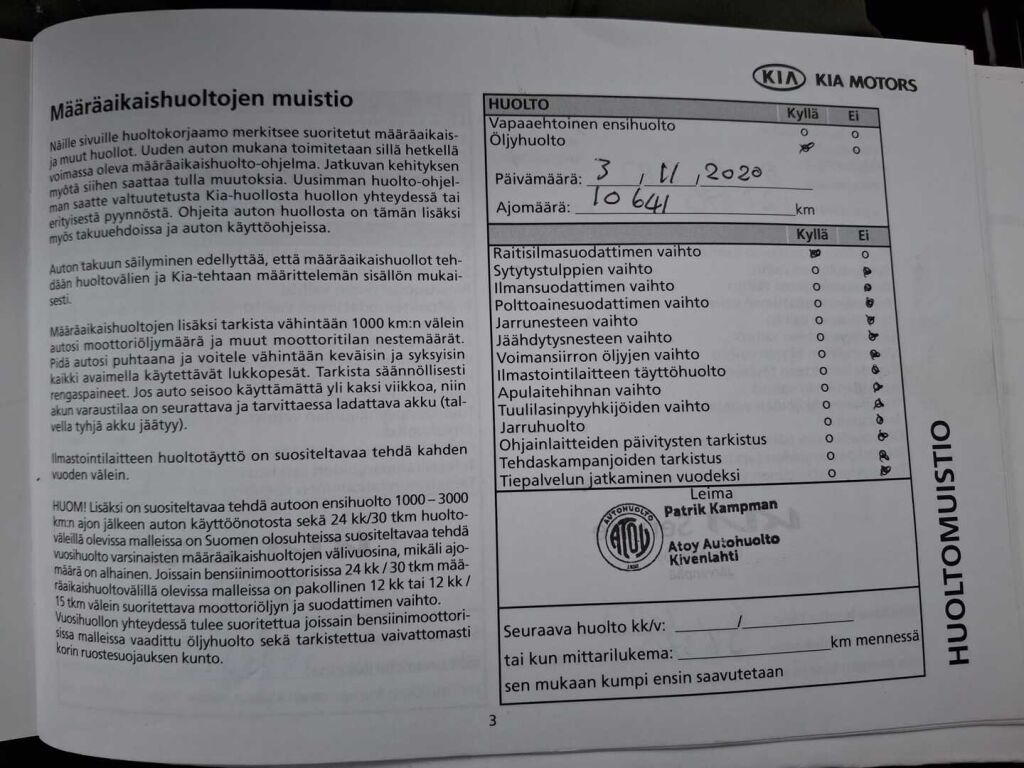 Määräaikaishuoltojen muistio
Näille sivuille huoltokorjaamo merkitsee suoritetut määräaikais-
ja muut huollot. Uuden auton mukana toimitetaan sillä hetkellä
voimassa oleva määräaikaishuolto-ohjelma. Jatkuvan kehityksen
myötä siihen saattaa tulla muutoksia. Uusimman huolto-ohjel-
man saatte valtuutetusta Kia-huollosta huollon yhteydessä tai
erityisestä pyynnöstä. Ohjeita auton huollosta on tämän lisäksi
myös takuuehdoissa ja auton käyttöohjeissa.
Auton takuun säilyminen edellyttää, että määräaikaishuollot teh-
dään huoltovälien ja Kia-tehtaan määrittelemän sisällön mukai-
sesti.
Määräaikaishuoltojen lisäksi tarkista vähintään 1000 km:n välein
autosi moottoriöljymäärä ja muut moottoritilan nestemäärät.
Pidä autosi puhtaana ja voitele vähintään keväisin ja syksyisin
kaikki avaimella käytettävät lukkopesät. Tarkista säännöllisesti
rengaspaineet. Jos auto seisoo käyttämättä yli kaksi viikkoa, niin
akun varaustilaa on seurattava ja tarvittaessa ladattava akku (tal-
vella tyhjä akku jäätyy).
Ilmastointilaitteen huoltotäyttö on suositeltavaa tehdä kahden
vuoden välein.
HUOM! Lisäksi on suositeltavaa tehdä autoon ensihuolto 1000 – 3000
km:n ajon jälkeen auton käyttöönotosta sekä 24 kk/30 tkm huolto-
väleillä olevissa malleissa on Suomen olosuhteissa suositeltavaa tehdä
vuosihuolto varsinaisten määräaikaishuoltojen välivuosina, mikäli ajo-
määrä on alhainen. Joissain bensiinimoottorisissa 24 kk / 30 tkm mää-
räaikaishuoltovälillä olevissa malleissa on pakollinen 12 kk tai 12 kk /
15 tkm välein suoritettava moottoriöljyn ja suodattimen vaihto.
Vuosihuollon yhteydessä tulee suoritettua joissain bensiinimoottori-
sissa malleissa vaadittu öljyhuolto sekä tarkistettua vaivattomasti
korin ruostesuojauksen kunto.
KIA KIA MOTORS
HUOLTO Kyllä Ei
Vapaaehtoinen ensihuolto
Öljyhuolto
Päivämäärä: 3 / 11 , 2020
Ajomäärä: 10 641 km
Kyllä Ei
Raitisilmasuodattimen vaihto
Sytytystulppien vaihto
Ilmansuodattimen vaihto
Polttoainesuodattimen vaihto
Jarrunesteen vaihto
Jäähdytysnesteen vaihto
Voimansiirron öljyjen vaihto
Ilmastointilaitteen täyttöhuolto
Apulaitehihnan vaihto
Tuulilasinpyyhkijöiden vaihto
Jarruhuolto
Ohjainlaitteiden päivitysten tarkistus
Tehdaskampanjoiden tarkistus
Tiepalvelun jatkaminen vuodeksi
Leima
Patrik Kampman
AUTOHUOLTO
ATOY
Atoy Autohuolto
Kivenlahti
Seuraava huolto kk/v: /
tai kun mittarilukema: km mennessä
sen mukaan kumpi ensin saavutetaan
HUOLTOMUISTIO
3